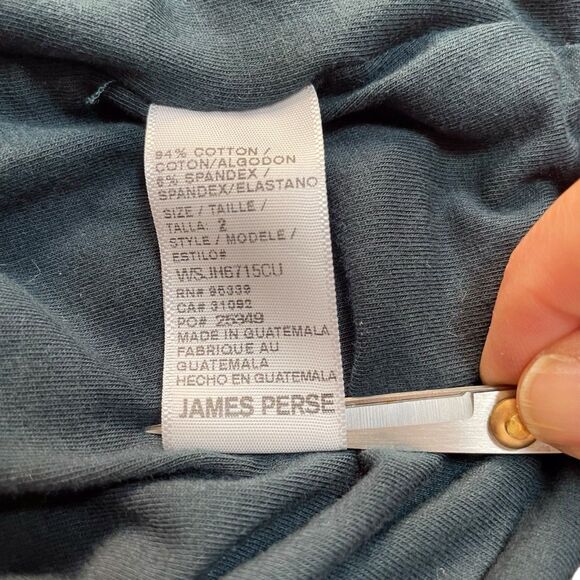 94% COTTON /
COTON/ALGODON
6% SPANDEX /
SPANDEX/ELASTANO
SIZE / TAILLE /
TALLA: 2
STYLE / MODELE /
ESTILO#
WSJH6715CU
RN# 95339
CA# 31092
PO# 25349
MADE IN GUATEMALA
FABRIQUE AU
GUATEMALA
HECHO EN GUATEMALA
JAMES PERSE